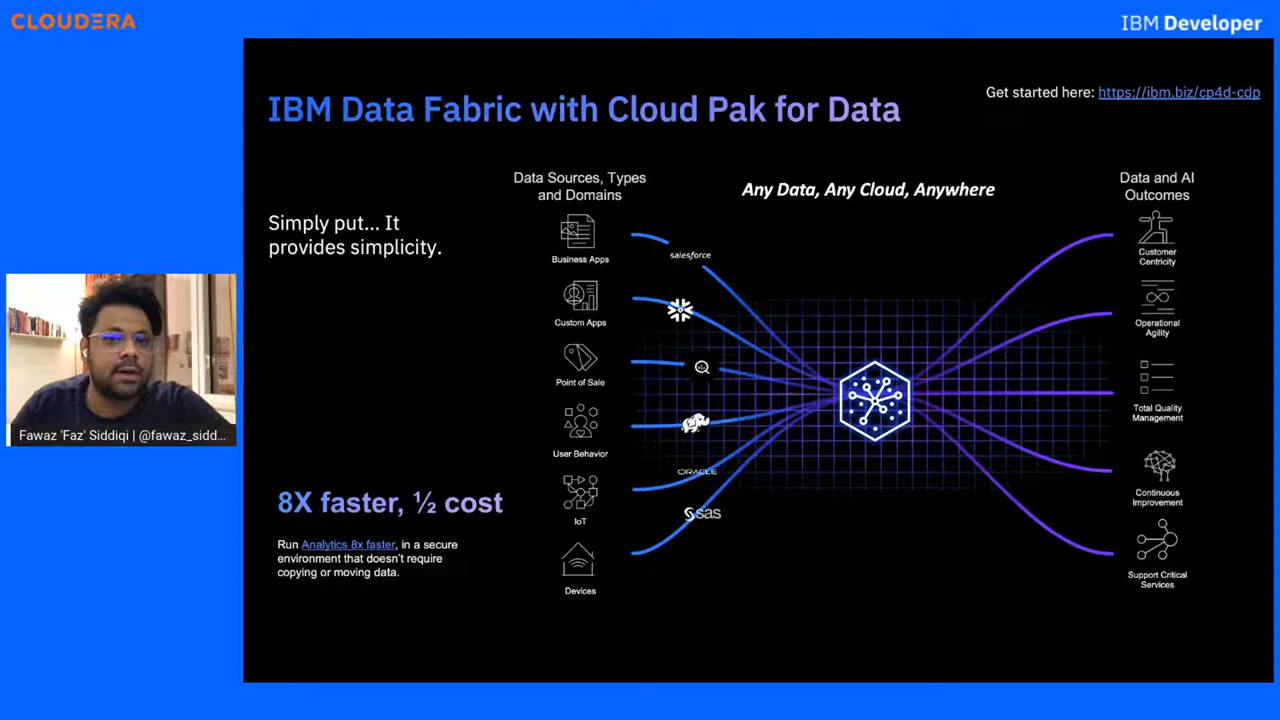 CLOUDERA
IBM Developer
IBM Data Fabric with Cloud Pak for Data
Get started here: https://ibm.biz/cp4d-cdp
Simply put... It
provides simplicity.
Data Sources, Types
and Domains
Any Data, Any Cloud, Anywhere
Data and AI
Outcomes
Business Apps
Custom Apps
Point of Sale
User Behavior
IoT
Devices
salesforce
ORACLE
sas
Customer
Centricity
Operational
Agility
Total Quality
Management
Continuous
Improvement
Support Critical
Services
8X faster, ½ cost
Run Analytics 8x faster, in a secure
environment that doesn't require
copying or moving data.
Fawaz 'Faz' Siddiqi | @fawaz_sidd...